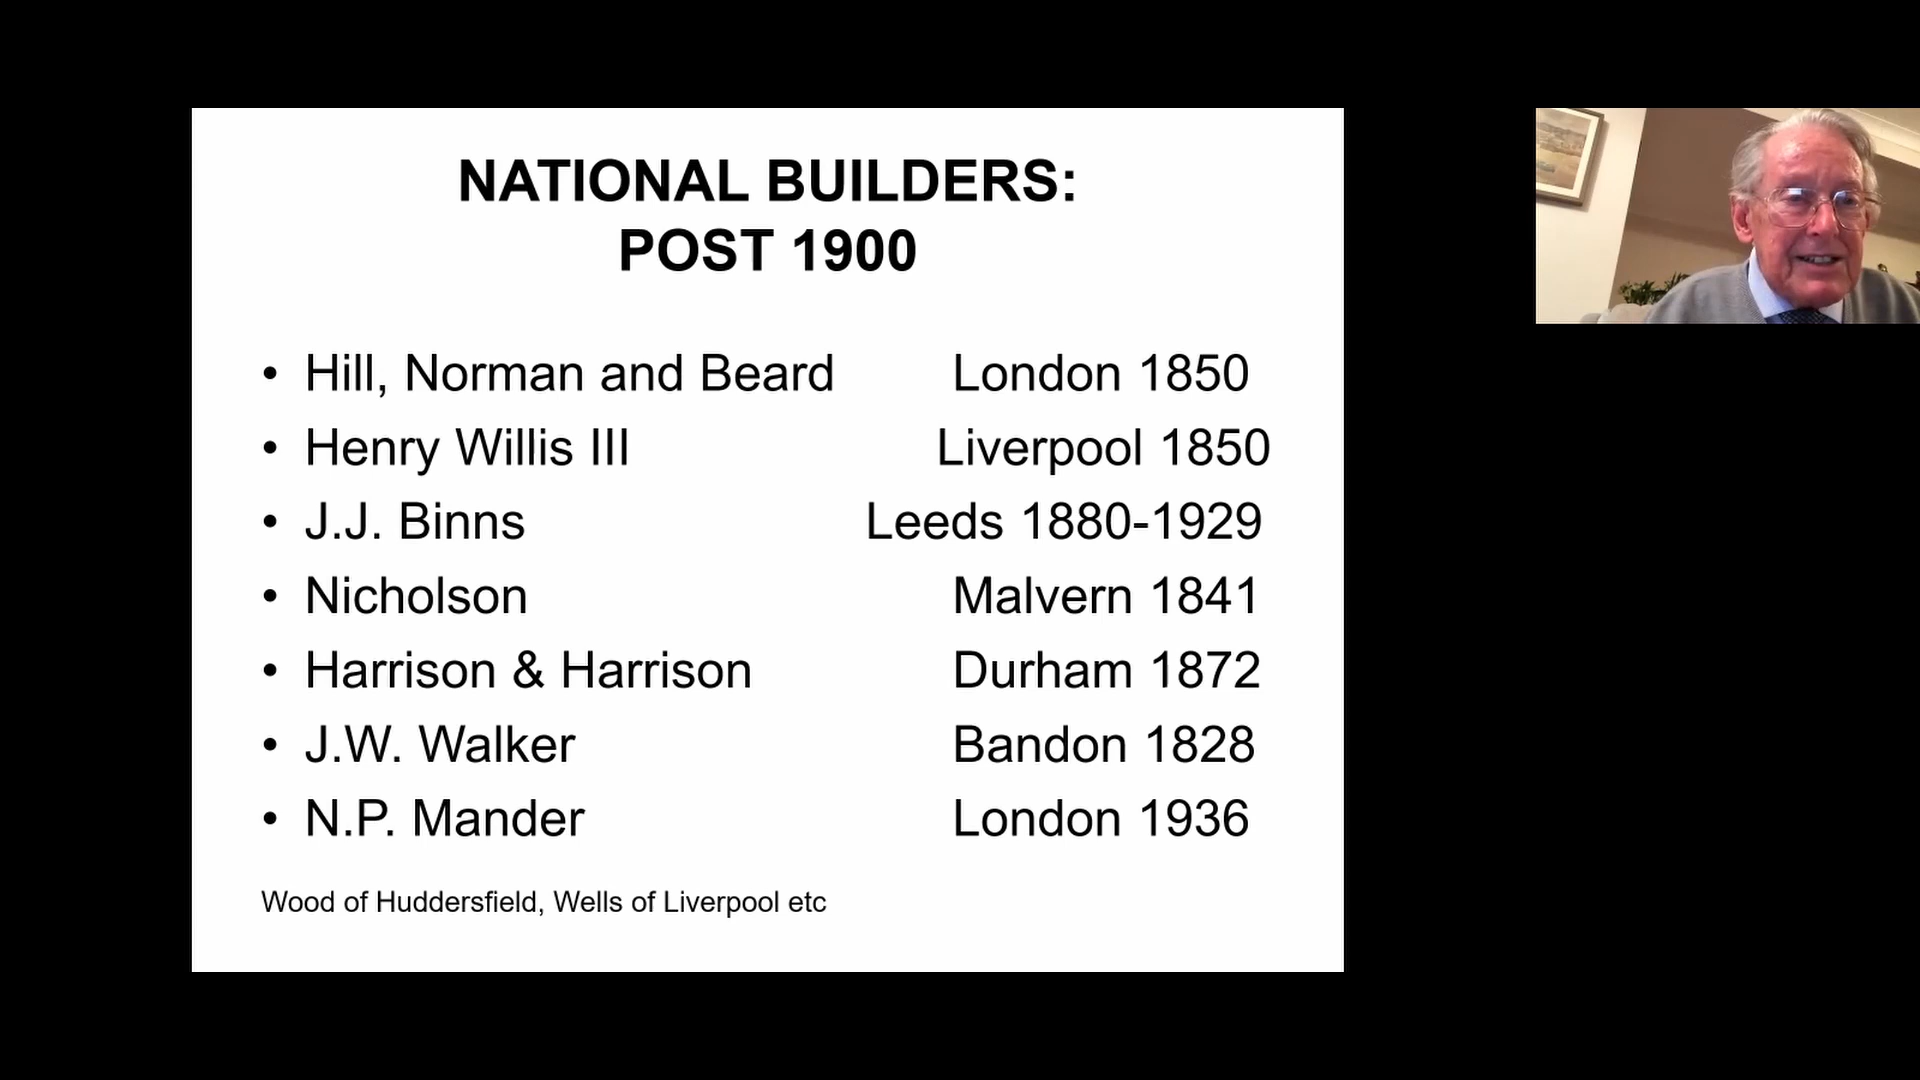 NATIONAL BUILDERS:
POST 1900
• Hill, Norman and Beard London 1850
• Henry Willis III Liverpool 1850
• J.J. Binns Leeds 1880-1929
• Nicholson Malvern 1841
• Harrison & Harrison Durham 1872
• J.W. Walker Bandon 1828
• N.P. Mander London 1936
Wood of Huddersfield, Wells of Liverpool etc